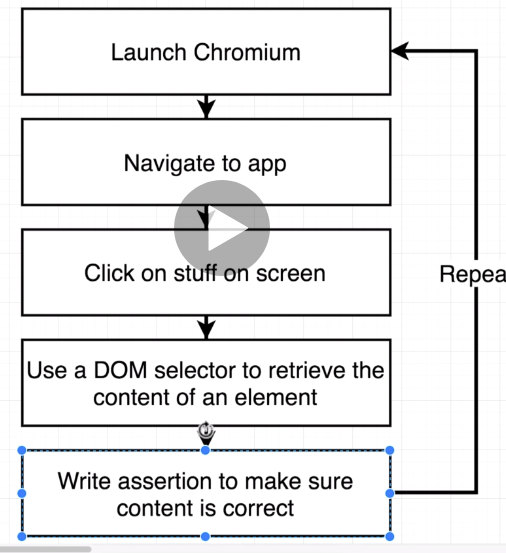 Launch Chromium
Navigate to app
Click on stuff on screen
Repea
Use a DOM selector to retrieve the
content of an element
Write assertion to make sure
content is correct